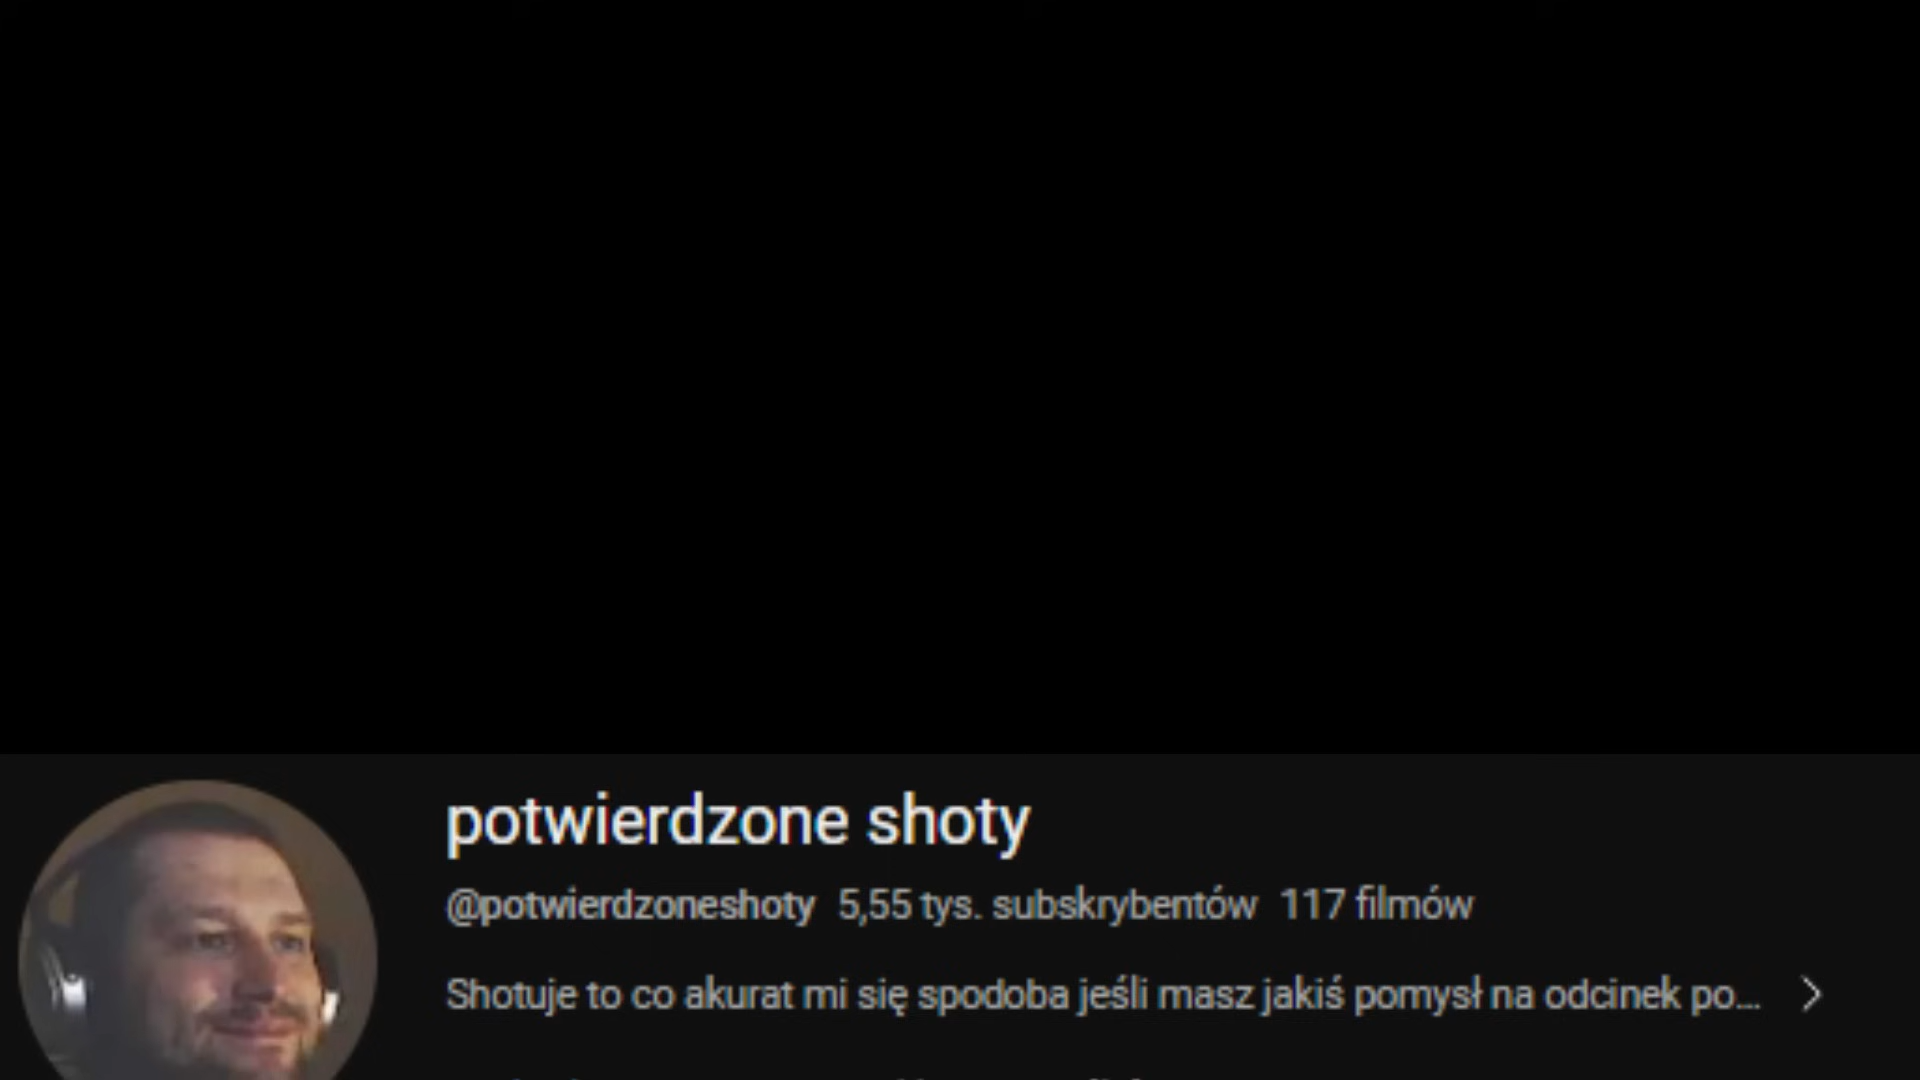 potwierdzone shoty
@potwierdzoneshoty 5,55 tys. subskrybentów 117 filmów
Shotuje to co akurat mi się spodoba jeśli masz jakiś pomysł na odcinek po...